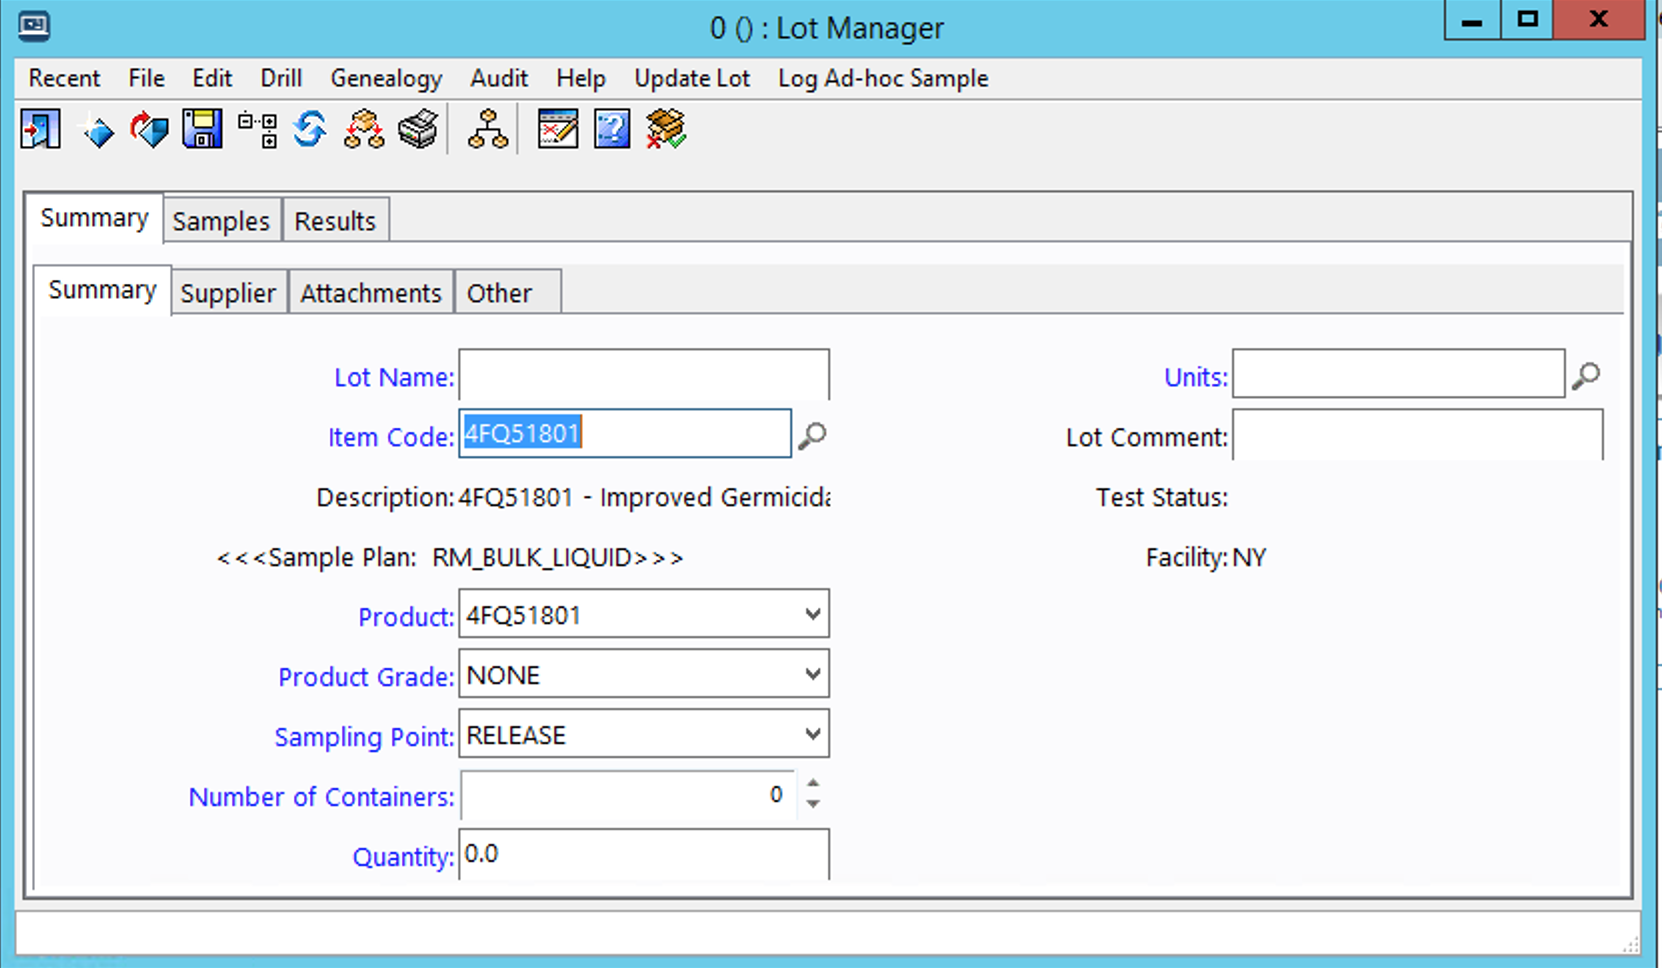 0 () : Lot Manager
Recent File Edit Drill Genealogy Audit Help Update Lot Log Ad-hoc Sample
Summary Samples Results
Summary Supplier Attachments Other
Lot Name: Units:
Item Code: 4FQ51801 Lot Comment:
Description: 4FQ51801 - Improved Germicida Test Status:
<<<Sample Plan: RM_BULK_LIQUID>>> Facility: NY
Product: 4FQ51801
Product Grade: NONE
Sampling Point: RELEASE
Number of Containers: 0
Quantity: 0.0